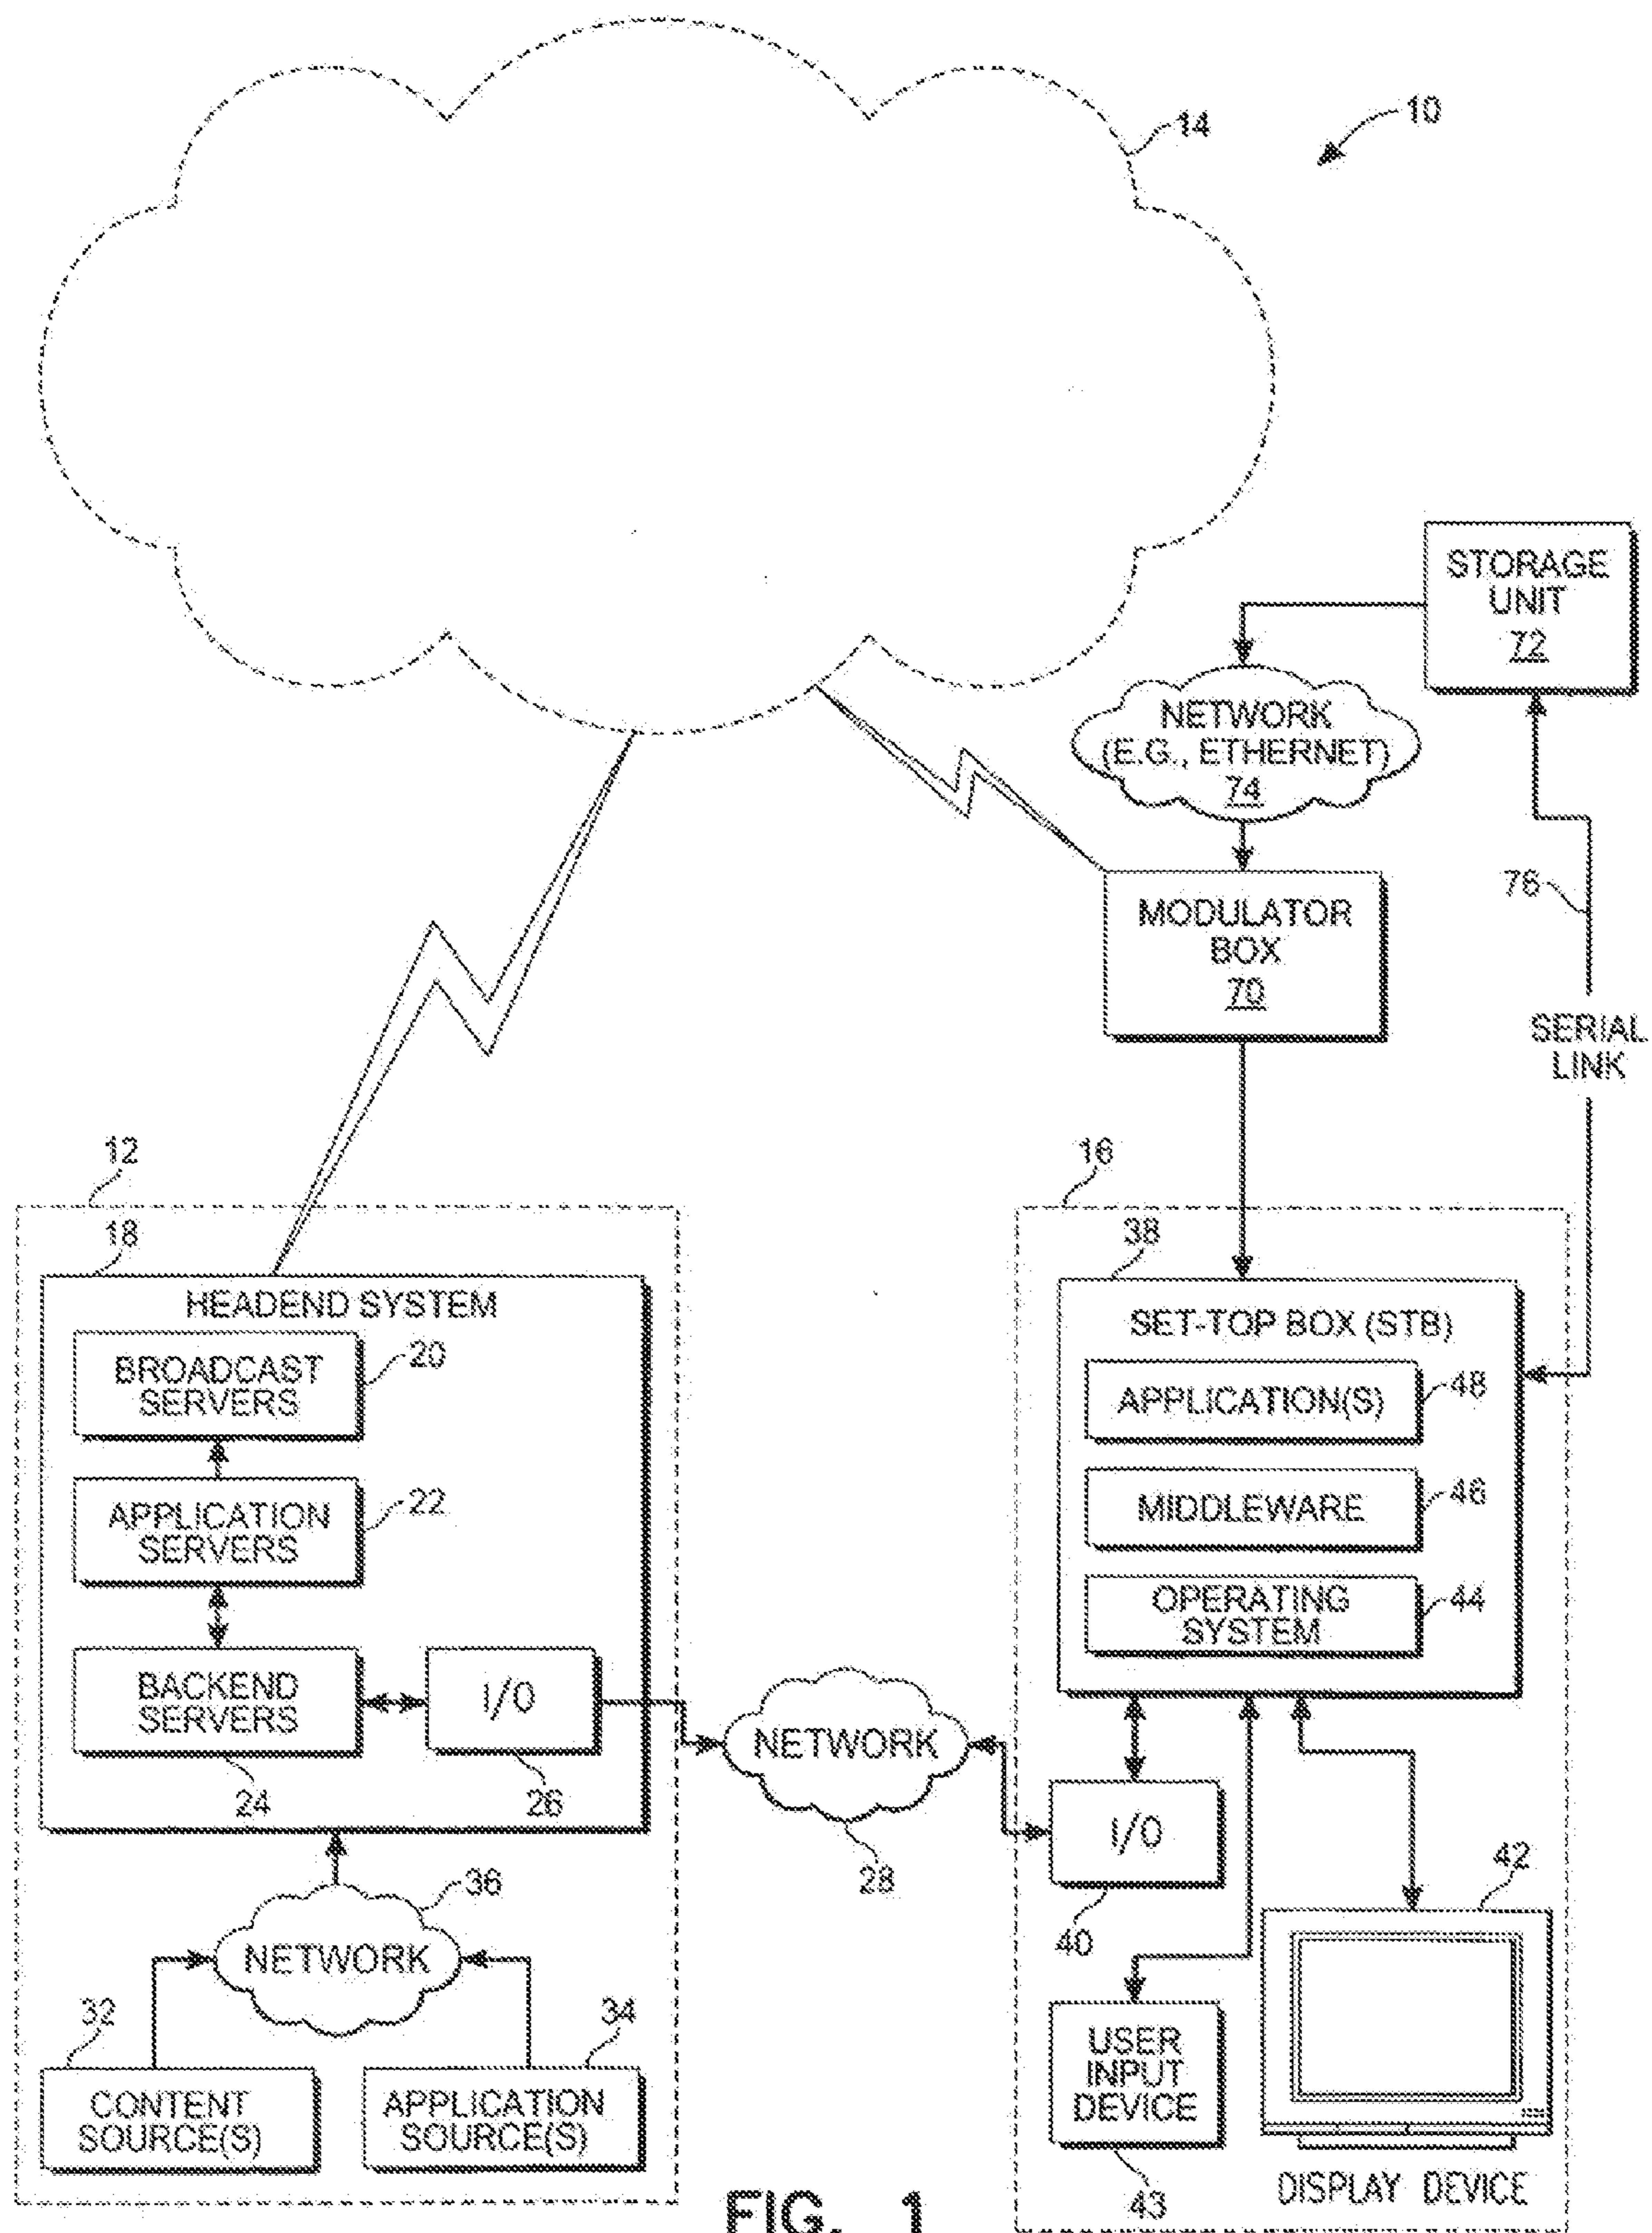 14
10
STORAGE
UNIT
72
NETWORK
(E.G., ETHERNET)
74
MODULATOR
BOX
70
76
SERIAL
LINK
12
18
HEADEND SYSTEM
BROADCAST
SERVERS
20
APPLICATION
SERVERS
22
BACKEND
SERVERS
24
I/O
26
NETWORK
28
36
NETWORK
32
CONTENT
SOURCE(S)
34
APPLICATION
SOURCE(S)
16
38
SET-TOP BOX (STB)
APPLICATION(S)
48
MIDDLEWARE
46
OPERATING
SYSTEM
44
I/O
40
42
USER
INPUT
DEVICE
43
DISPLAY DEVICE
FIG. 1